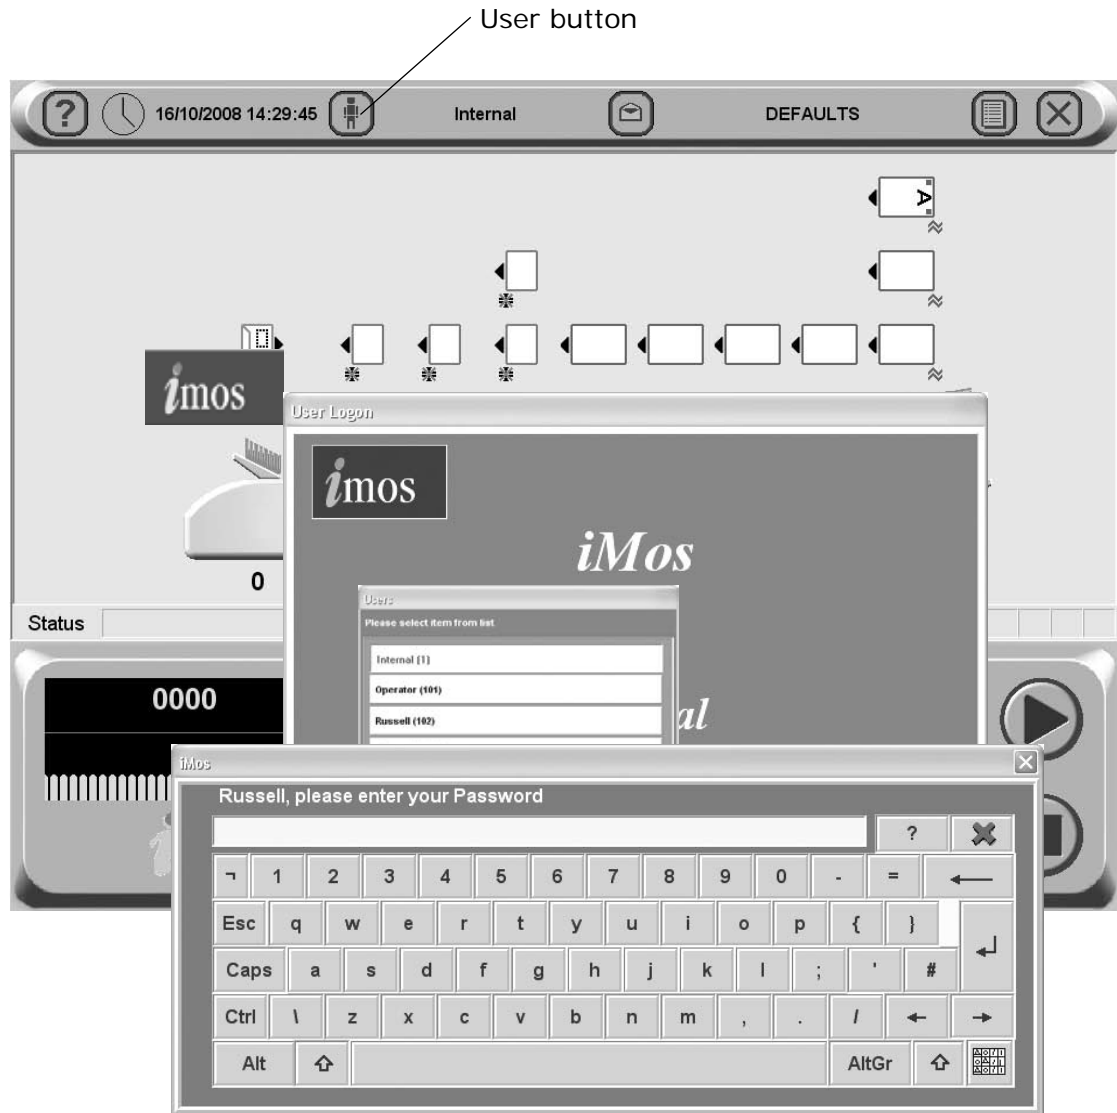 User button
? 16/10/2008 14:29:45 Internal DEFAULTS
A
imos
User Logon
imos
iMos
0
Users
Please select item from list
Status
Internal (1)
Operator (101)
Russell (102)
0000
al
iMos
Russell, please enter your Password
?
¬ 1 2 3 4 5 6 7 8 9 0 - =
Esc q w e r t y u i o p { }
Caps a s d f g h j k l ; ' #
Ctrl \ z x c v b n m , . /
Alt AltGr